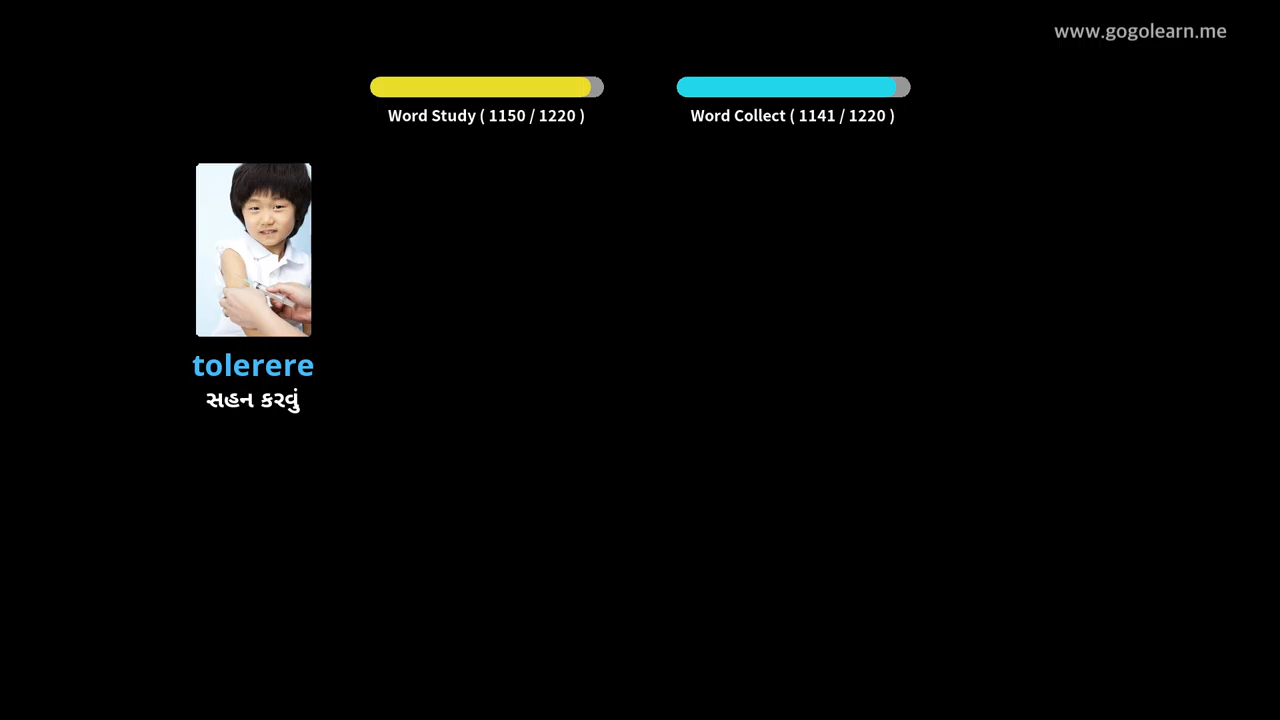 www.gogolearn.me
Word Study ( 1150 / 1220 )
Word Collect ( 1141 / 1220 )
tolerere
સહન કરવું